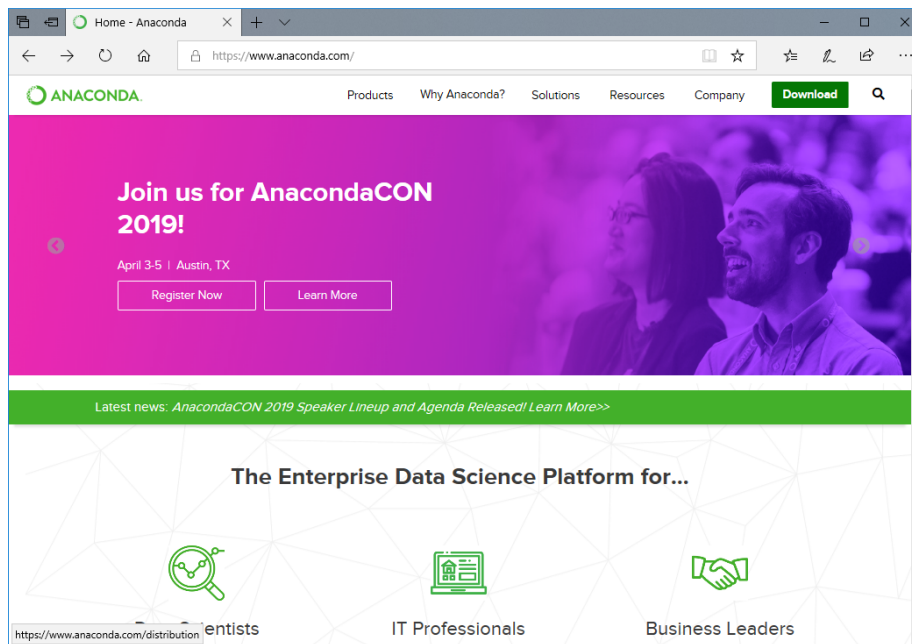 Home - Anaconda
https://www.anaconda.com/
ANACONDA.
Products Why Anaconda? Solutions Resources Company Download
Join us for AnacondaCON
2019!
April 3-5 | Austin, TX
Register Now Learn More
Latest news: AnacondaCON 2019 Speaker Lineup and Agenda Released! Learn More>>
The Enterprise Data Science Platform for...
entists IT Professionals Business Leaders
https://www.anaconda.com/distribution